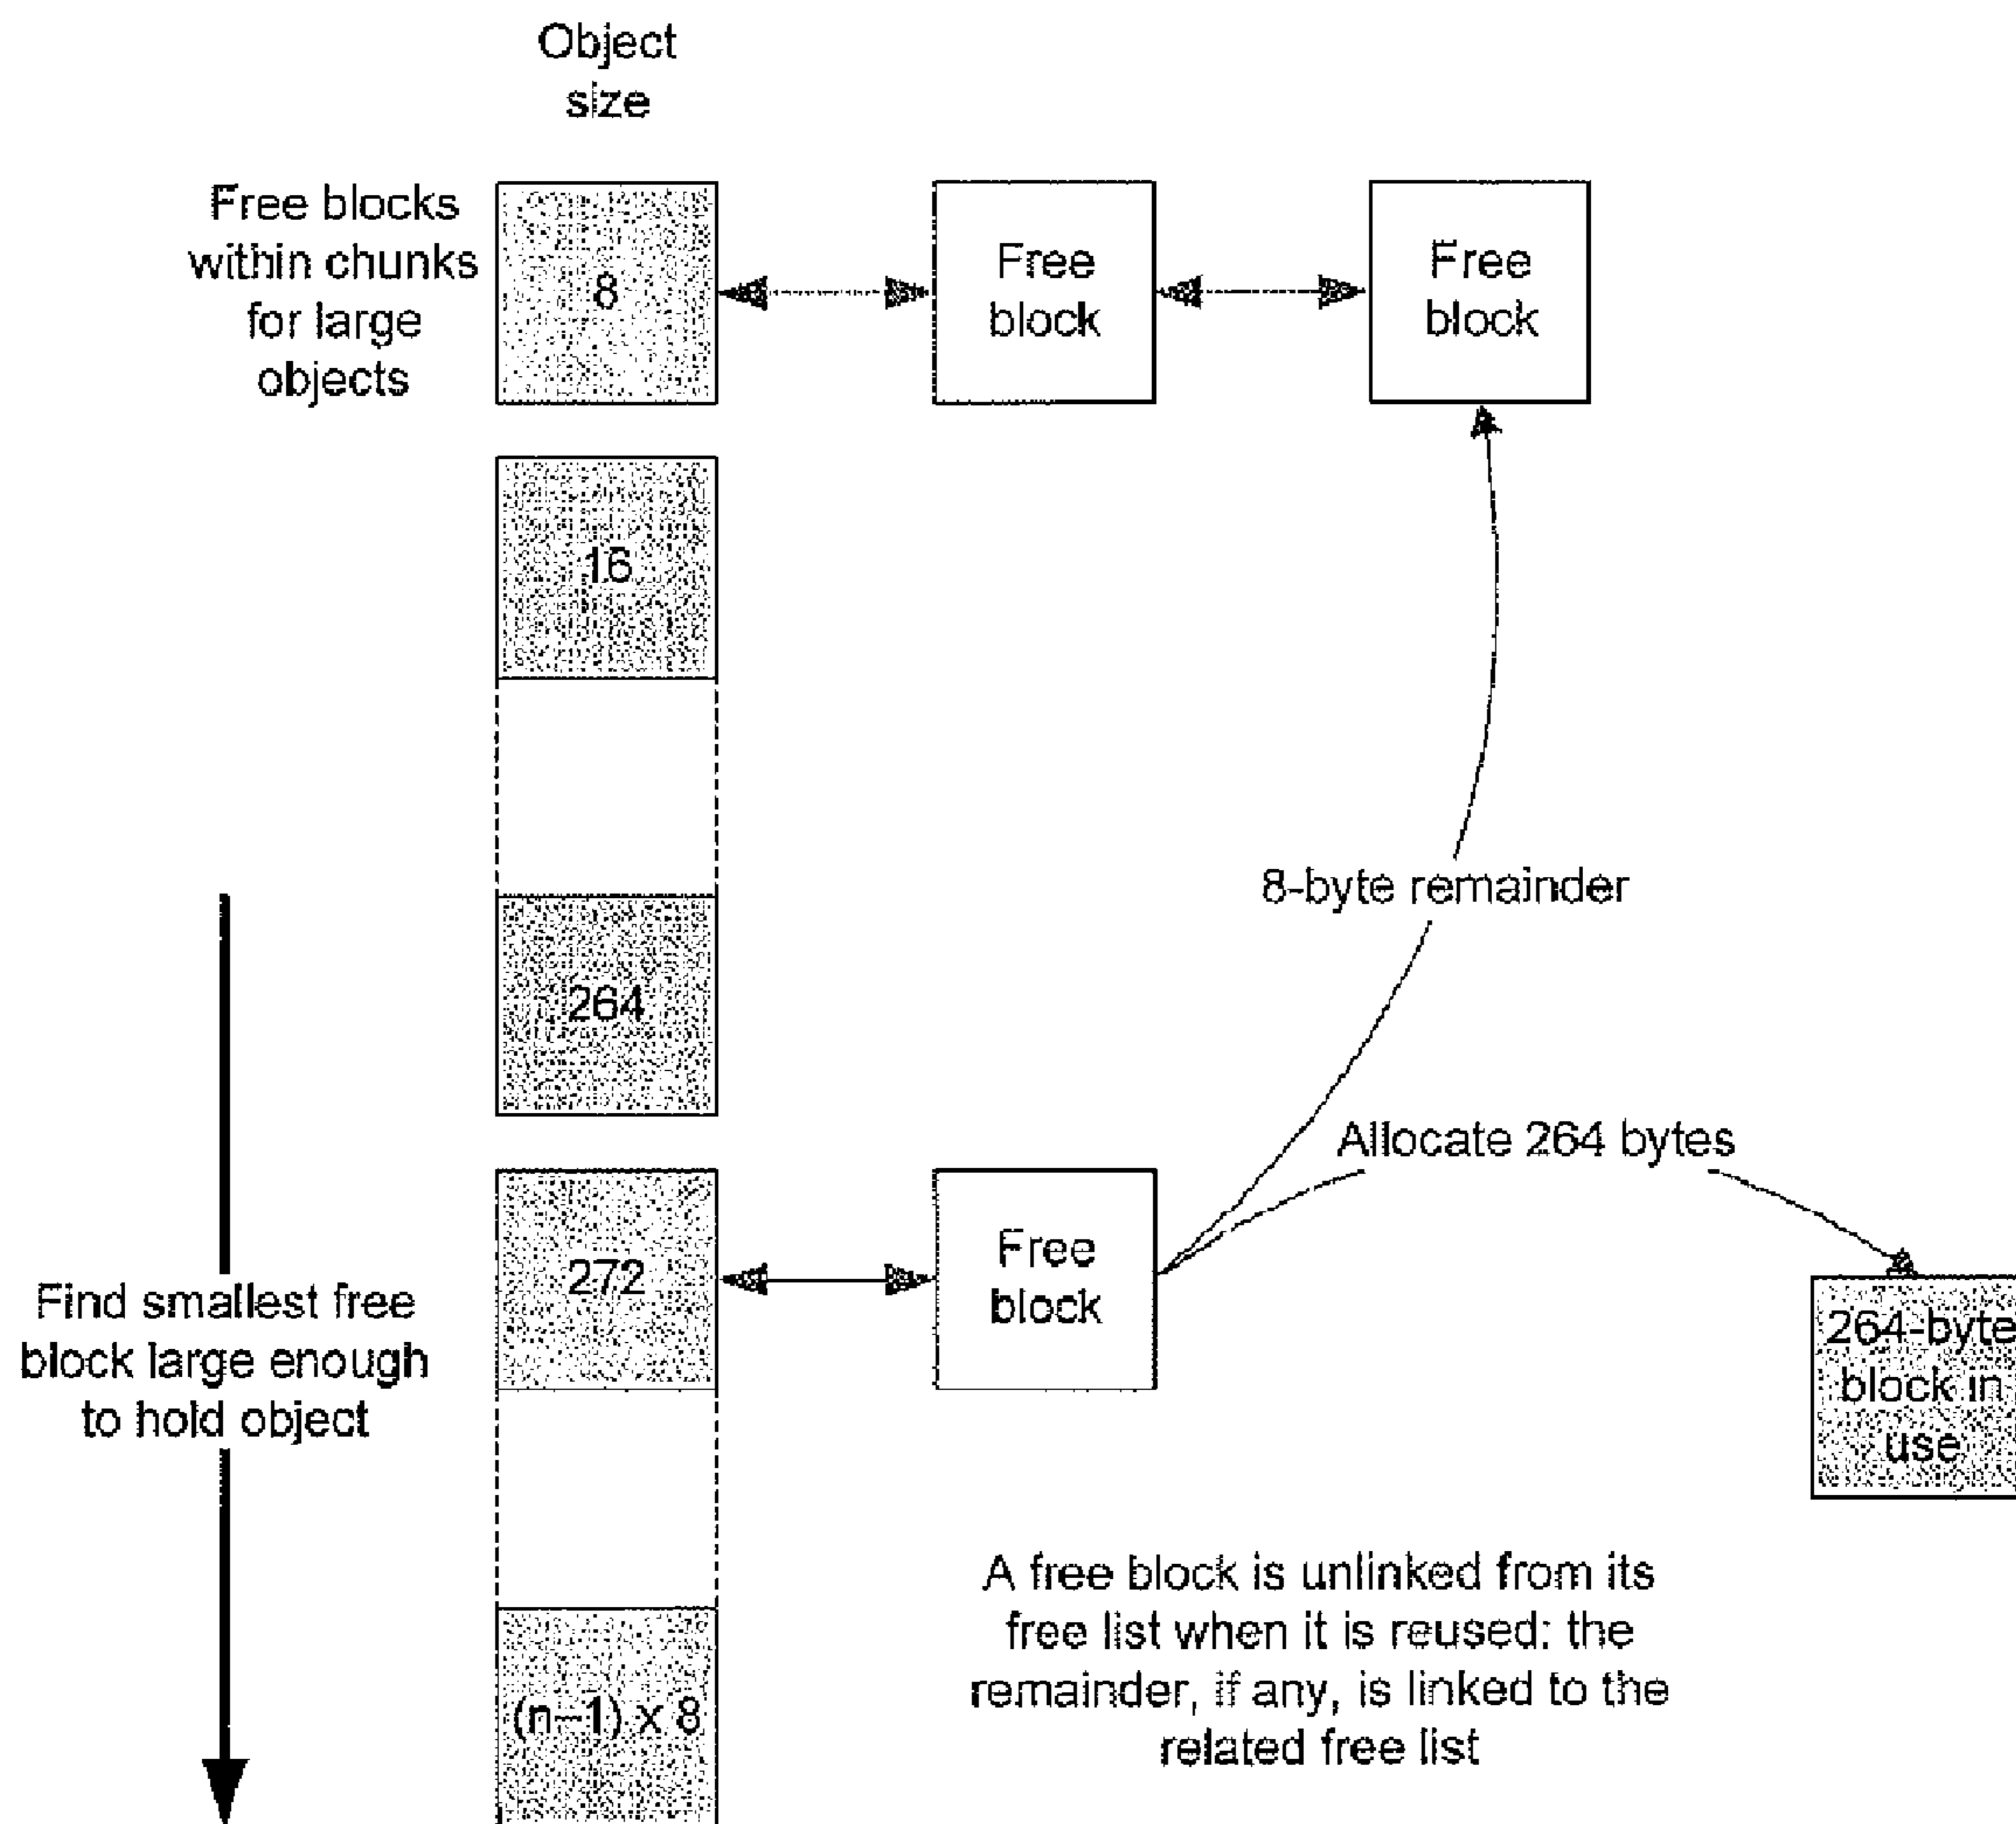 Object
size
Free blocks
within chunks
for large
objects
8
Free
block
Free
block
16
8-byte remainder
264
Allocate 264 bytes
272
Free
block
Find smallest free
block large enough
to hold object
264-byte
block in
use
A free block is unlinked from its
free list when it is reused: the
remainder, if any, is linked to the
related free list
(n–1) x 8